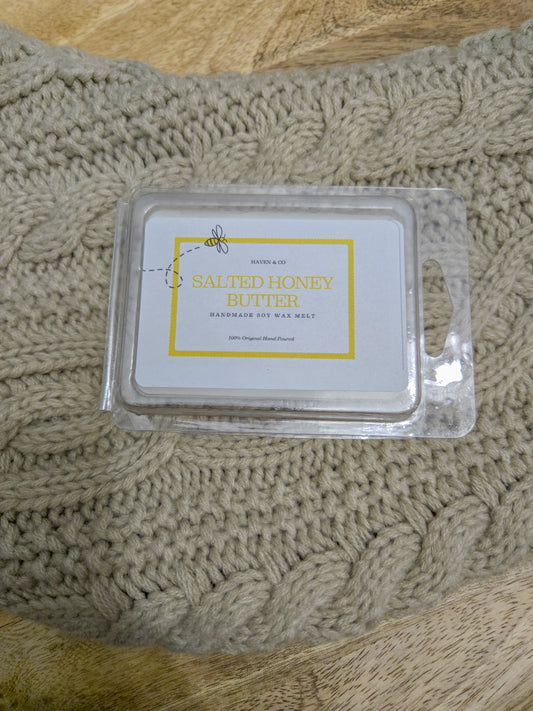 HAVEN & CO
SALTED HONEY
BUTTER
HANDMADE SOY WAX MELT
100% Original Hand Poured